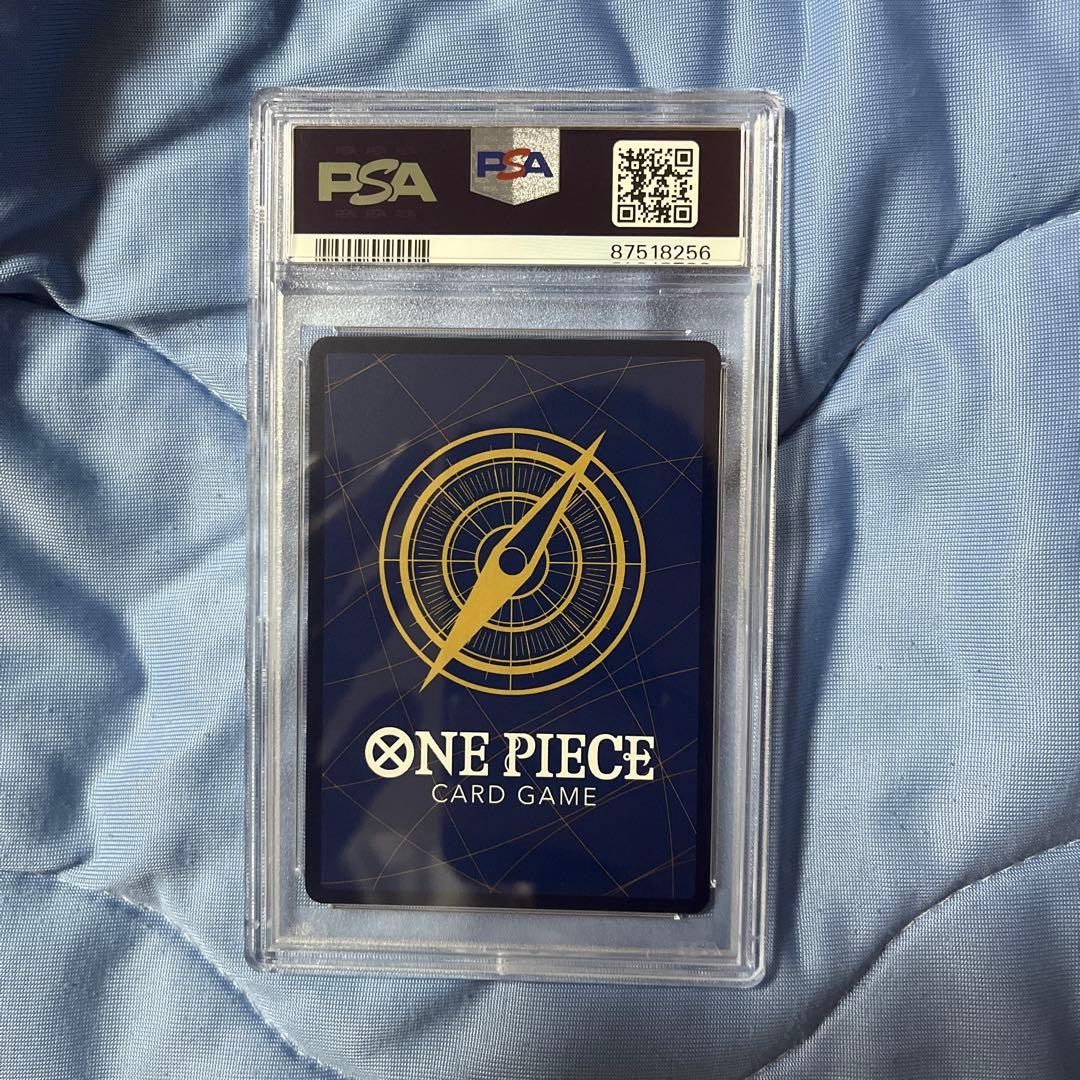 PSA
PSA
87518256
ONE PIECE
CARD GAME